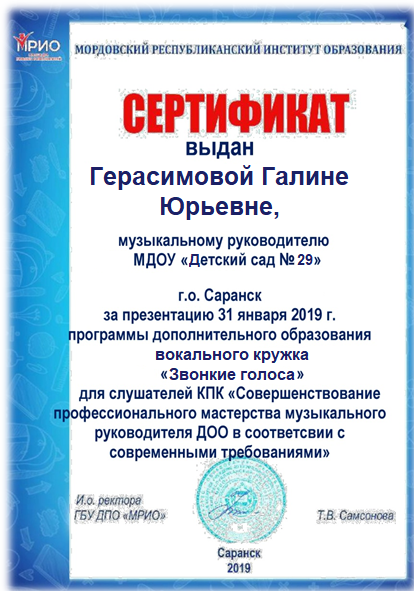 МРИО
МОРДОВСКИЙ РЕСПУБЛИКАНСКИЙ ИНСТИТУТ ОБРАЗОВАНИЯ
СЕРТИФИКАТ
выдан
Герасимовой Галине
Юрьевне,
музыкальному руководителю
МДОУ «Детский сад № 29»
г.о. Саранск
за презентацию 31 января 2019 г.
программы дополнительного образования
вокального кружка
«Звонкие голоса»
для слушателей КПК «Совершенствование
профессионального мастерства музыкального
руководителя ДОО в соответсвии с
современными требованиями»
И.о. ректора
ГБУ ДПО «МРИО»
Т.В. Самсонова
Саранск
2019